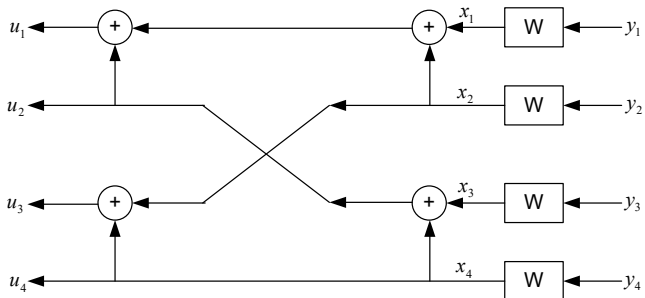 u1 + + x1 W y1
u2 x2 W y2
u3 + + x3 W y3
u4 x4 W y4